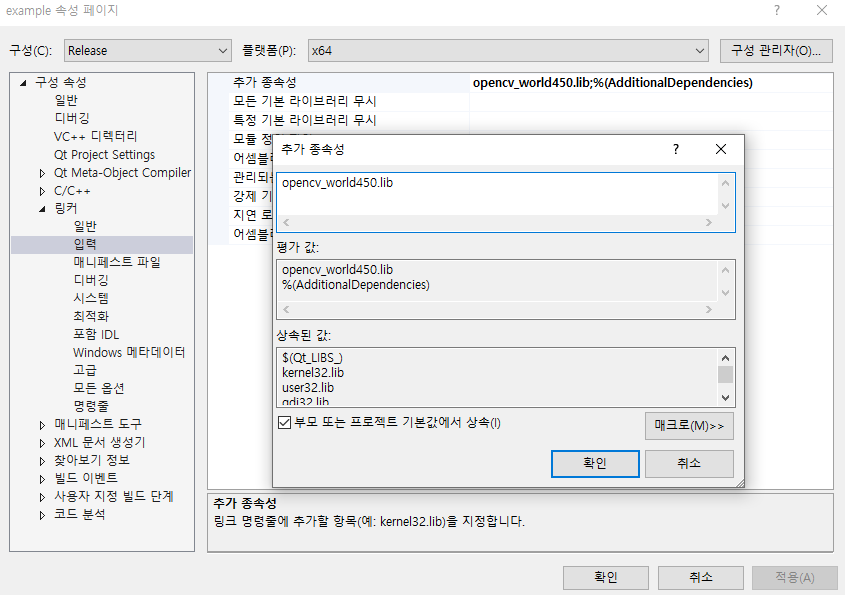 example 속성 페이지
구성(C): Release 플랫폼(P): x64 구성 관리자(O)...
구성 속성
일반
디버깅
VC++ 디렉터리
Qt Project Settings
Qt Meta-Object Compiler
C/C++
링커
일반
입력
매니페스트 파일
디버깅
시스템
최적화
포함 IDL
Windows 메타데이터
고급
모든 옵션
명령줄
매니페스트 도구
XML 문서 생성기
찾아보기 정보
빌드 이벤트
사용자 지정 빌드 단계
코드 분석
추가 종속성 opencv_world450.lib;%(AdditionalDependencies)
모든 기본 라이브러리 무시
특정 기본 라이브러리 무시
모듈
어셈블
관리되
강제
지연
어셈블
추가 종속성
opencv_world450.lib
평가 값:
opencv_world450.lib
%(AdditionalDependencies)
상속된 값:
$(Qt_LIBS_)
kernel32.lib
user32.lib
gdi32.lib
부모 또는 프로젝트 기본값에서 상속(I)
매크로(M)>>
확인 취소
추가 종속성
링크 명령줄에 추가할 항목(예: kernel32.lib)을 지정합니다.
확인 취소 적용(A)